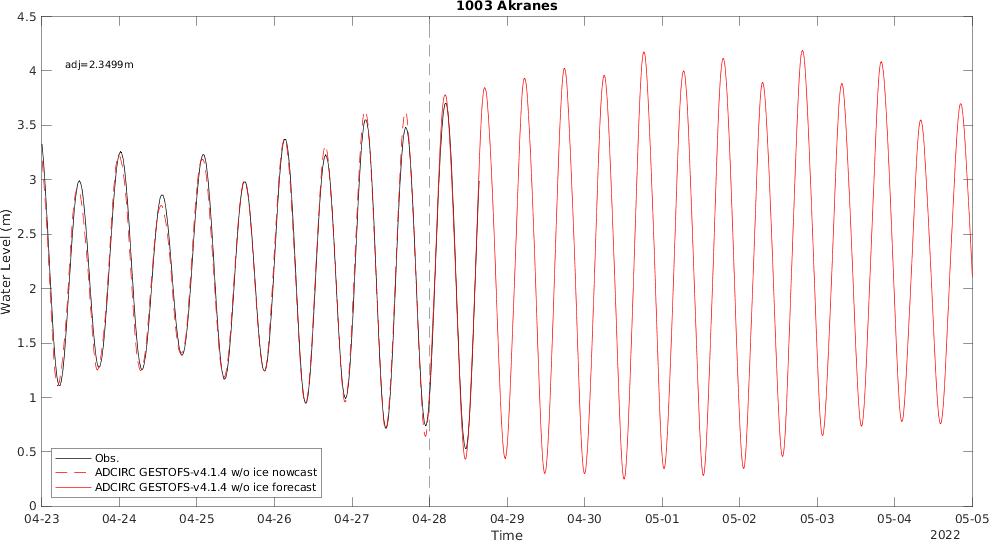 1003 Akranes
adj=2.3499m
Water Level (m)
4.5
4
3.5
3
2.5
2
1.5
1
0.5
0
Obs.
ADCIRC GESTOFS-v4.1.4 w/o ice nowcast
ADCIRC GESTOFS-v4.1.4 w/o ice forecast
04-23 04-24 04-25 04-26 04-27 04-28 04-29 04-30 05-01 05-02 05-03 05-04 05-05
Time
2022